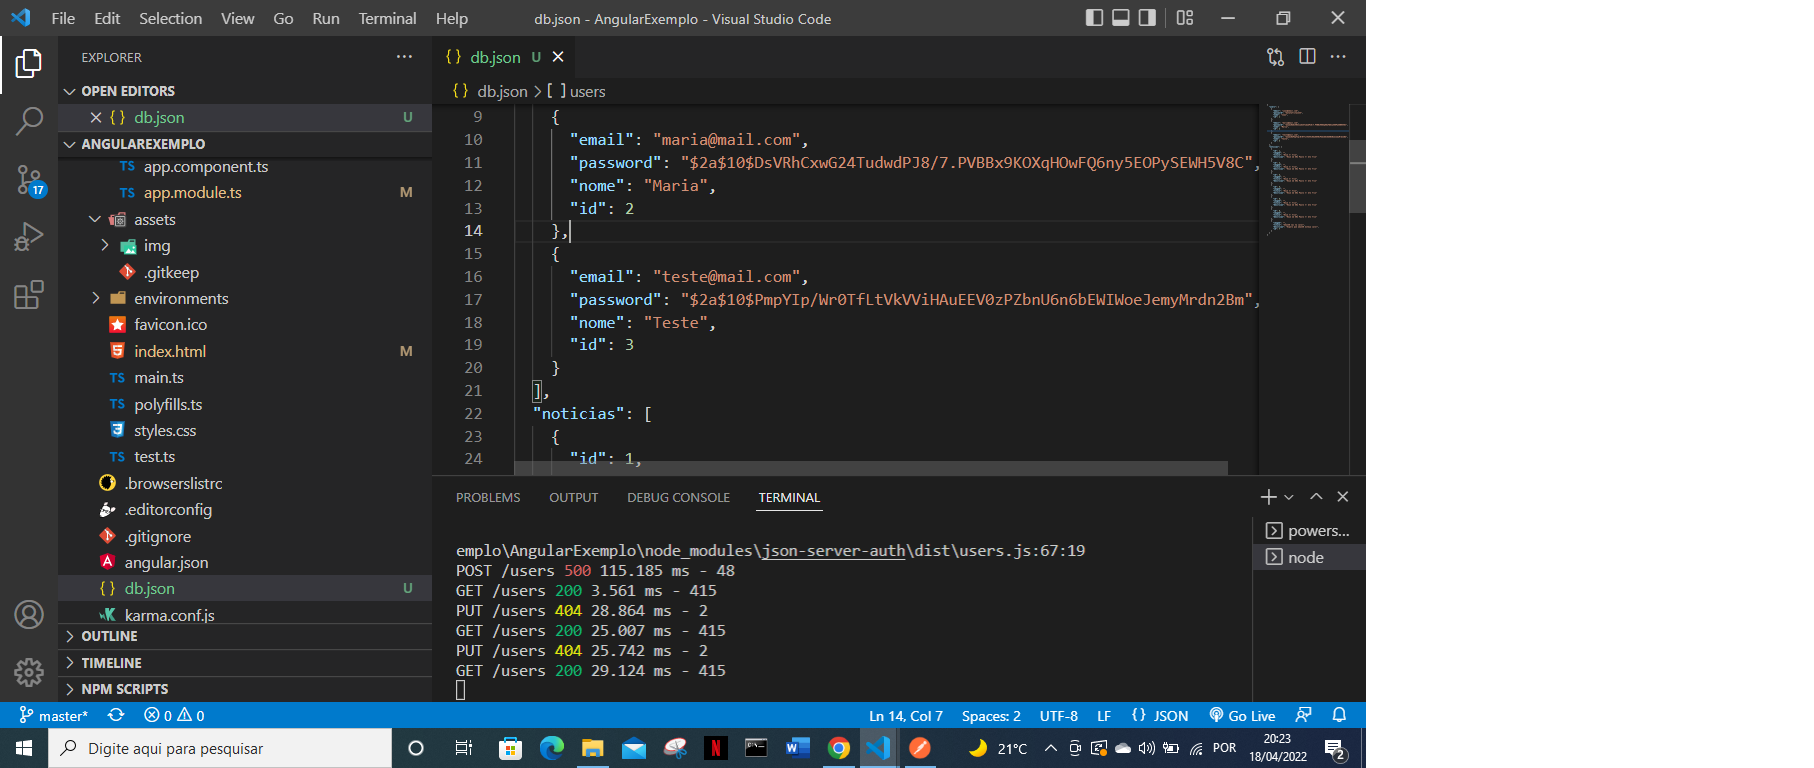 File Edit Selection View Go Run Terminal Help
db.json - AngularExemplo - Visual Studio Code
EXPLORER
OPEN EDITORS
{} db.json U
ANGULAREXEMPLO
TS app.component.ts
TS app.module.ts M
assets
img
.gitkeep
environments
favicon.ico
index.html M
TS main.ts
TS polyfills.ts
styles.css
TS test.ts
.browserslistrc
.editorconfig
.gitignore
angular.json
{} db.json U
karma.conf.js
OUTLINE
TIMELINE
NPM SCRIPTS
17
{} db.json U
{} db.json > [ ] users
9 {
10 "email": "maria@mail.com",
11 "password": "$2a$10$DsVRhCxwG24TudwdPJ8/7.PVBBx9KOXqHOwFQ6ny5EOPySEWH5V8C",
12 "nome": "Maria",
13 "id": 2
14 },
15 {
16 "email": "teste@mail.com",
17 "password": "$2a$10$PmpYIp/Wr0TfLtVkVViHAuEEV0zPZbnU6n6bEWIWoeJemyMrdn2Bm",
18 "nome": "Teste",
19 "id": 3
20 }
21 ],
22 "noticias": [
23 {
24 "id": 1,
PROBLEMS OUTPUT DEBUG CONSOLE TERMINAL
emplo\AngularExemplo\node_modules\json-server-auth\dist\users.js:67:19
POST /users 500 115.185 ms - 48
GET /users 200 3.561 ms - 415
PUT /users 404 28.864 ms - 2
GET /users 200 25.007 ms - 415
PUT /users 404 25.742 ms - 2
GET /users 200 29.124 ms - 415
powers...
node
master* 0 0
Ln 14, Col 7 Spaces: 2 UTF-8 LF {} JSON Go Live
Digite aqui para pesquisar
21°C POR 20:23
18/04/2022
2